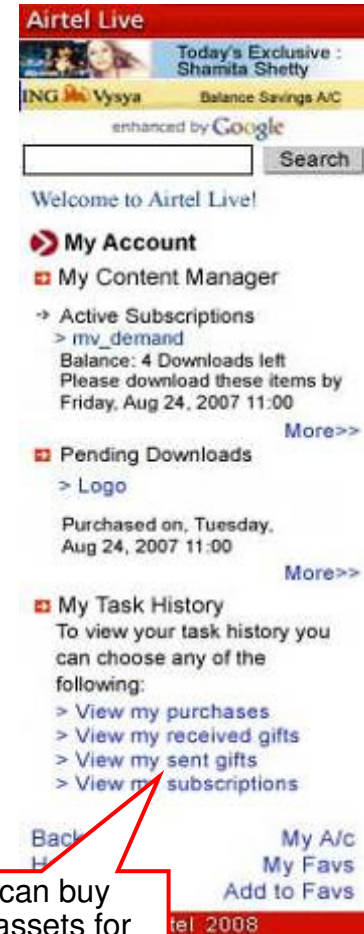 Airtel Live
Today's Exclusive :
Shamita Shetty
ING Vysya Balance Savings A/C
enhanced by Google
Search
Welcome to Airtel Live!
My Account
My Content Manager
Active Subscriptions
> mv_demand
Balance: 4 Downloads left
Please download these items by
Friday, Aug 24, 2007 11:00
More>>
Pending Downloads
> Logo
Purchased on, Tuesday,
Aug 24, 2007 11:00
More>>
My Task History
To view your task history you
can choose any of the
following:
> View my purchases
> View my received gifts
> View my sent gifts
> View my subscriptions
Back My A/c
My Favs
Add to Favs
can buy
assets for
tel 2008